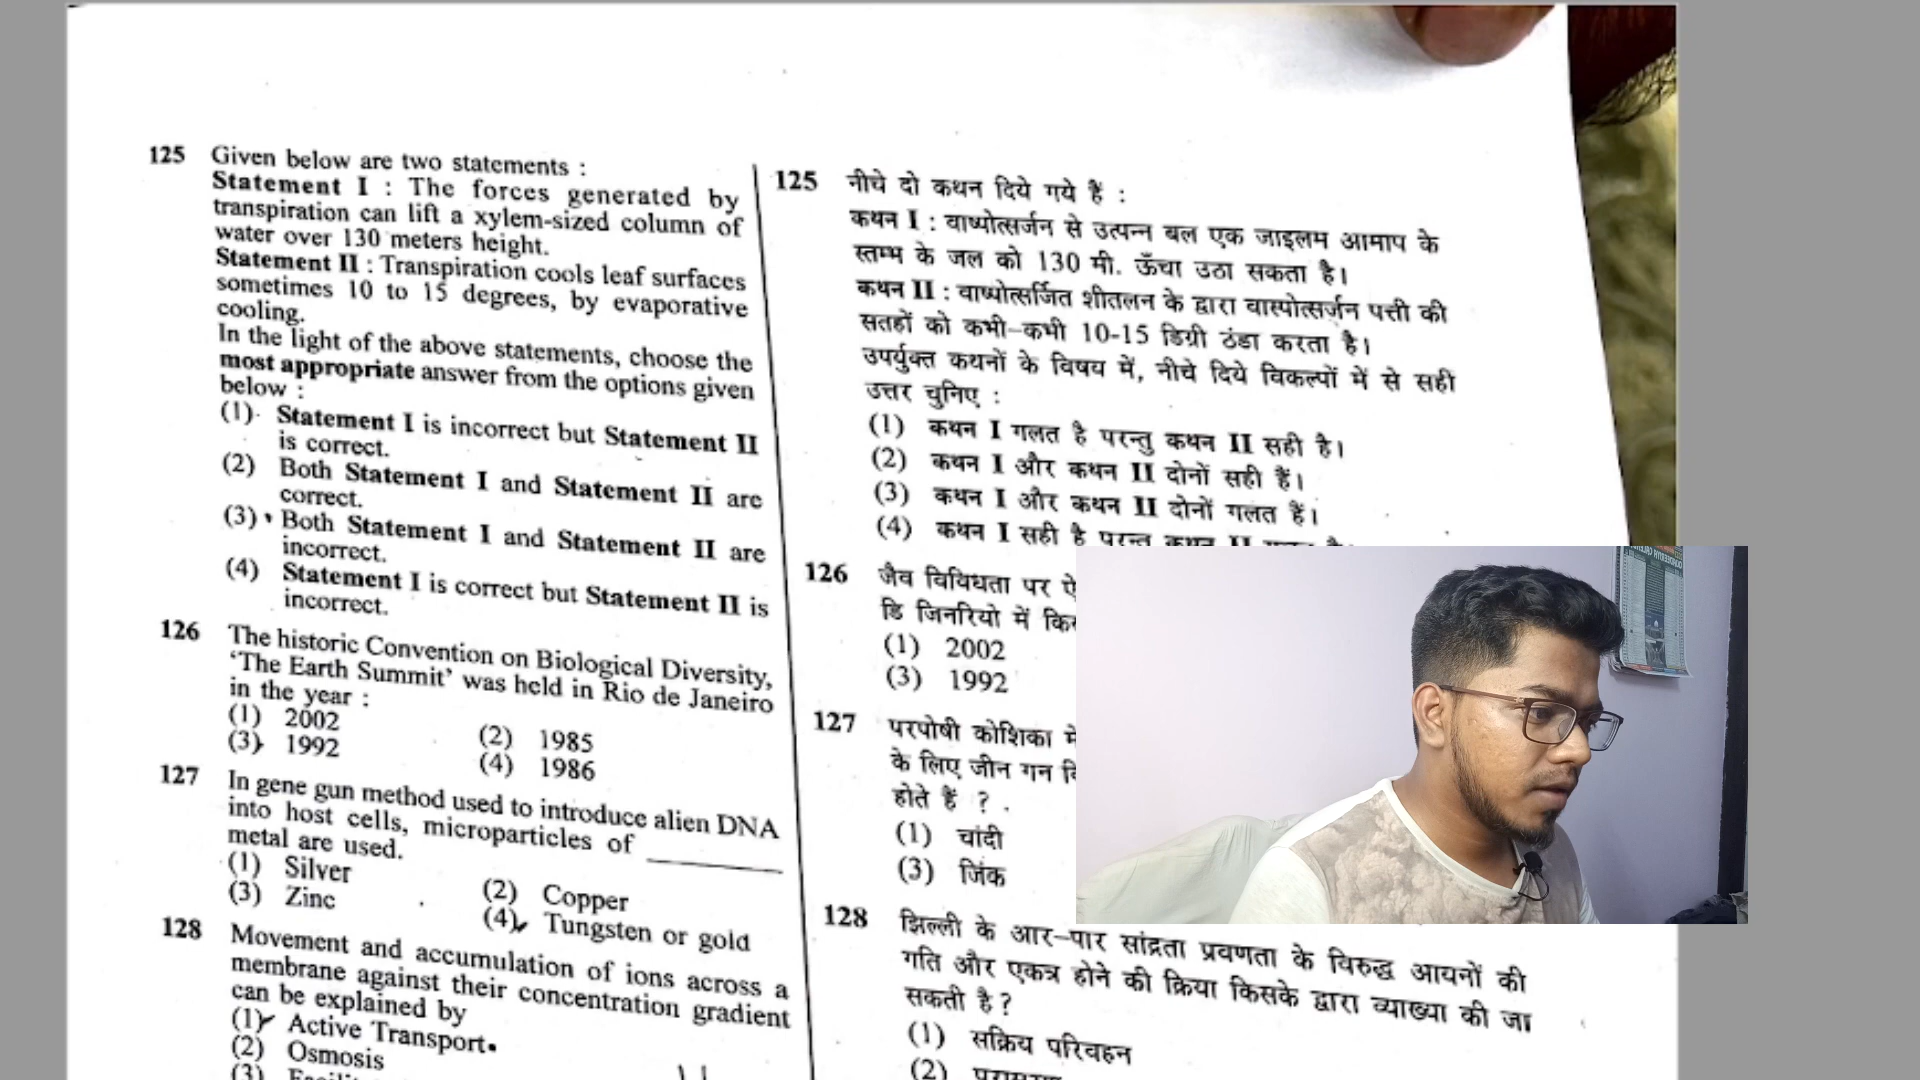 125 Given below are two statements :
Statement I : The forces generated by
transpiration can lift a xylem-sized column of
water over 130 meters height.
Statement II : Transpiration cools leaf surfaces
sometimes 10 to 15 degrees, by evaporative
cooling.
In the light of the above statements, choose the
most appropriate answer from the options given
below :
(1) Statement I is incorrect but Statement II
is correct.
(2) Both Statement I and Statement II are
correct.
(3) Both Statement I and Statement II are
incorrect.
(4) Statement I is correct but Statement II is
incorrect.
126 The historic Convention on Biological Diversity,
‘The Earth Summit’ was held in Rio de Janeiro
in the year :
(1) 2002
(2) 1985
(3) 1992
(4) 1986
127 In gene gun method used to introduce alien DNA
into host cells, microparticles of ________
metal are used.
(1) Silver
(2) Copper
(3) Zinc
(4) Tungsten or gold
128 Movement and accumulation of ions across a
membrane against their concentration gradient
can be explained by
(1) Active Transport
(2) Osmosis
(3)
125 नीचे दो कथन दिये गये हैं :
कथन I : वाष्पोत्सर्जन से उत्पन्न बल एक जाइलम आमाप के
स्तम्भ के जल को 130 मी. ऊँचा उठा सकता है।
कथन II : वाष्पोत्सर्जित शीतलन के द्वारा वास्पोत्सर्जन पत्ती की
सतहों को कभी-कभी 10-15 डिग्री ठंडा करता है।
उपर्युक्त कथनों के विषय में, नीचे दिये विकल्पों में से सही
उत्तर चुनिए :
(1) कथन I गलत है परन्तु कथन II सही है।
(2) कथन I और कथन II दोनों सही हैं।
(3) कथन I और कथन II दोनों गलत हैं।
(4) कथन I सही है परन्तु कथन II
126 जैव विविधता पर
डि जिनरियो में
(1) 2002
(3) 1992
127 परपोषी कोशिका में
के लिए जीन गन
होते हैं ? .
(1) चांदी
(3) जिंक
128 झिल्ली के आर-पार सांद्रता प्रवणता के विरुद्ध आयनों की
गति और एकत्र होने की क्रिया किसके द्वारा व्याख्या की जा
सकती है ?
(1) सक्रिय परिवहन
(2)